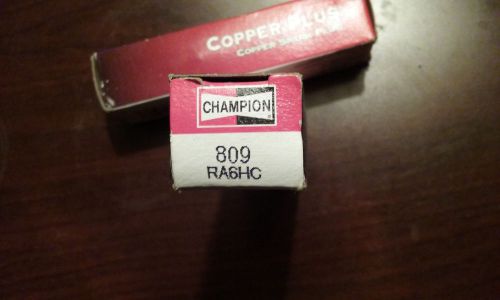 COPPER PLUS
COPPER SPARK PLUG
CHAMPION
809
RA6HC